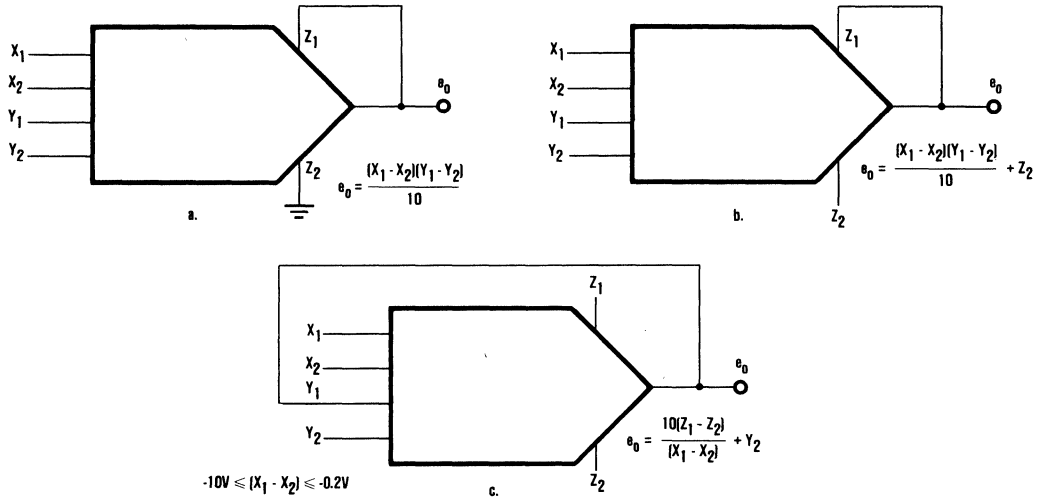 X₁
X₂
Y₁
Y₂
Z₁
Z₂
e₀
e₀ = (X₁ - X₂)(Y₁ - Y₂) / 10
a.
X₁
X₂
Y₁
Y₂
Z₁
Z₂
e₀
e₀ = (X₁ - X₂)(Y₁ - Y₂) / 10 + Z₂
b.
X₁
X₂
Y₁
Y₂
Z₁
Z₂
e₀
e₀ = 10(Z₁ - Z₂) / (X₁ - X₂) + Y₂
-10V ⩽ (X₁ - X₂) ⩽ -0.2V
c.